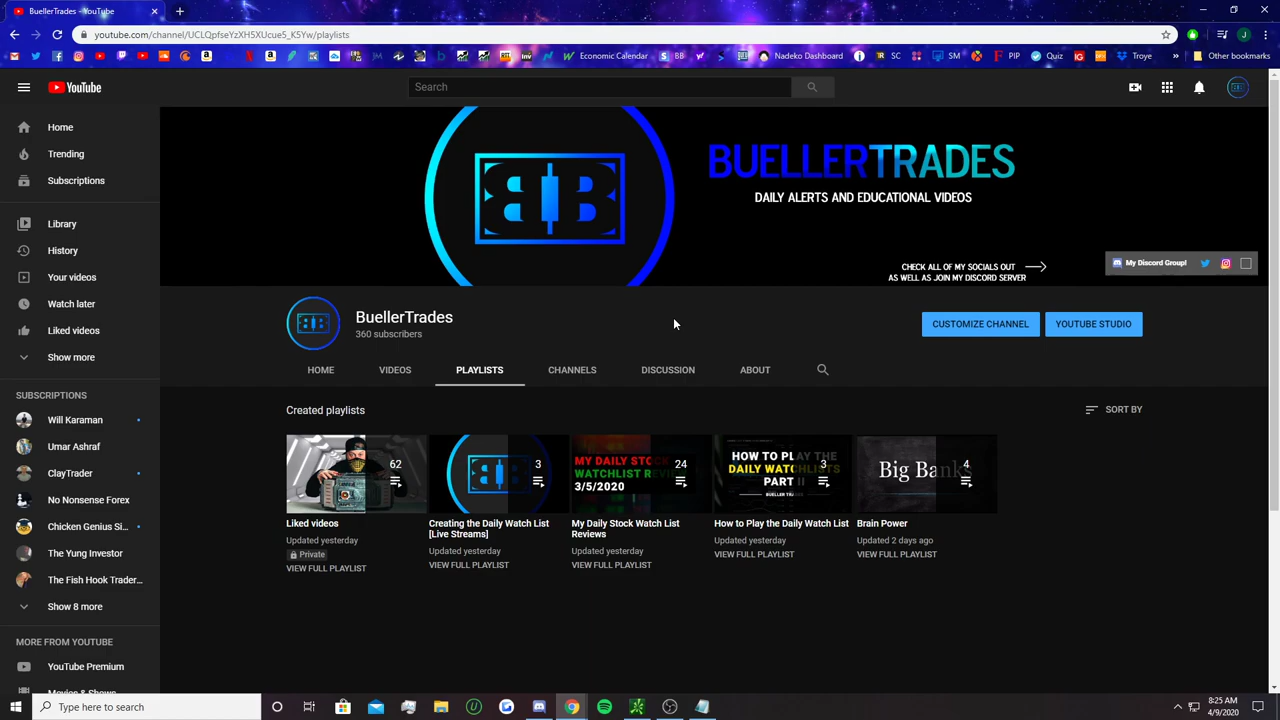 BuellerTrades - YouTube
youtube.com/channel/UCLQpfseYzXH5XUcue5_K5Yw/playlists
Economic Calendar
BB
Nadeko Dashboard
SC
SM
PIP
Quiz
Troye
Other bookmarks
YouTube
Search
Home
Trending
Subscriptions
Library
History
Your videos
Watch later
Liked videos
Show more
SUBSCRIPTIONS
Will Karaman
Umar Ashraf
ClayTrader
No Nonsense Forex
Chicken Genius Si...
The Yung Investor
The Fish Hook Trader...
Show 8 more
MORE FROM YOUTUBE
YouTube Premium
Movies & Shows
BUELLERTRADES
DAILY ALERTS AND EDUCATIONAL VIDEOS
CHECK ALL OF MY SOCIALS OUT
AS WELL AS JOIN MY DISCORD SERVER
My Discord Group!
BuellerTrades
360 subscribers
CUSTOMIZE CHANNEL
YOUTUBE STUDIO
HOME
VIDEOS
PLAYLISTS
CHANNELS
DISCUSSION
ABOUT
Created playlists
SORT BY
62
Liked videos
Updated yesterday
Private
VIEW FULL PLAYLIST
3
Creating the Daily Watch List
[Live Streams]
Updated yesterday
VIEW FULL PLAYLIST
MY DAILY STOCK
WATCHLIST REVIEW
3/5/2020
24
My Daily Stock Watch List
Reviews
Updated yesterday
VIEW FULL PLAYLIST
HOW TO PLAY THE
DAILY WATCHLISTS
PART II
3
How to Play the Daily Watch List
Updated yesterday
VIEW FULL PLAYLIST
Big Banks
4
Brain Power
Updated 2 days ago
VIEW FULL PLAYLIST
Type here to search
8:25 AM
4/9/2020